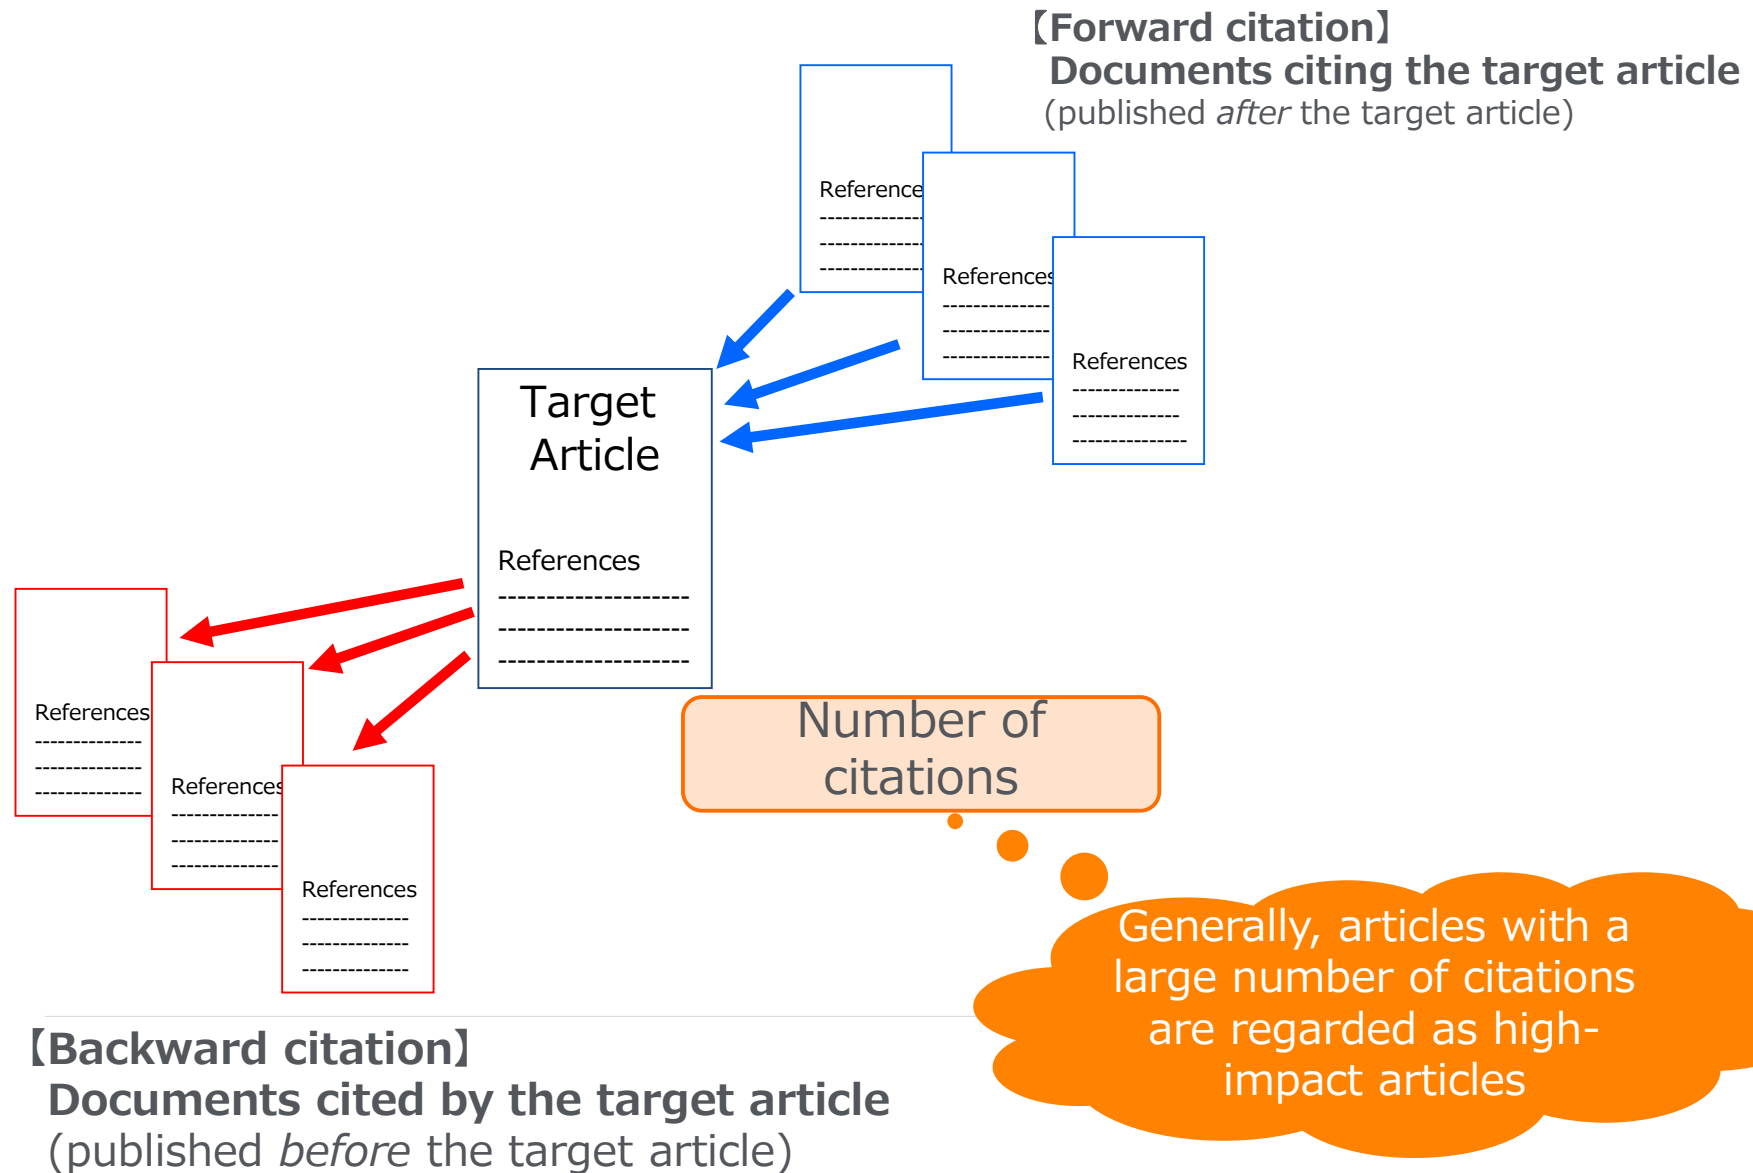 【Forward citation】
Documents citing the target article
(published after the target article)
Reference
--------------
--------------
--------------
References
--------------
--------------
--------------
References
--------------
--------------
---------------
Target
Article
References
--------------------
--------------------
--------------------
References
--------------
--------------
--------------
References
--------------
--------------
--------------
References
--------------
--------------
--------------
Number of
citations
Generally, articles with a
large number of citations
are regarded as high-
impact articles
【Backward citation】
Documents cited by the target article
(published before the target article)